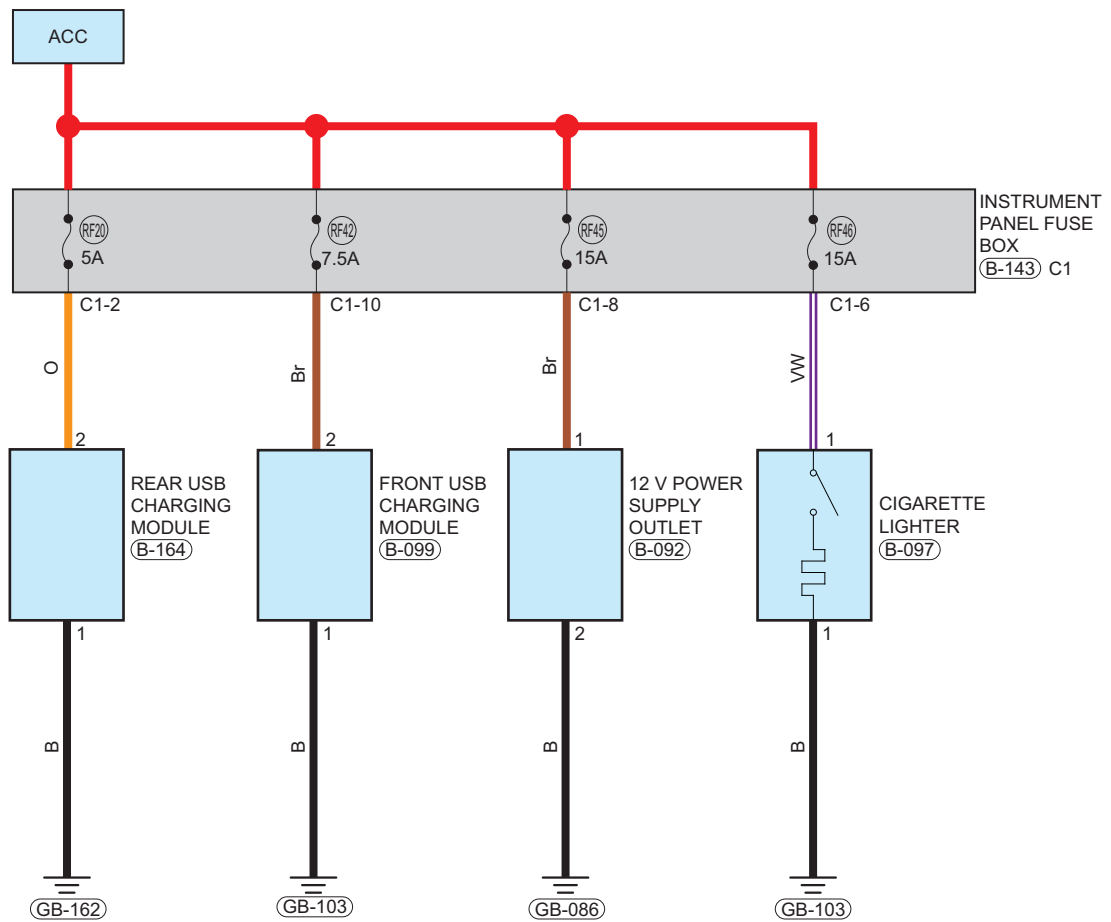 ACC
INSTRUMENT
PANEL FUSE
BOX
B-143 C1
RF20
5A
RF42
7.5A
RF45
15A
RF46
15A
C1-2
C1-10
C1-8
C1-6
O
Br
Br
VW
2
2
1
1
REAR USB
CHARGING
MODULE
B-164
FRONT USB
CHARGING
MODULE
B-099
12 V POWER
SUPPLY
OUTLET
B-092
CIGARETTE
LIGHTER
B-097
1
1
2
1
B
B
B
B
GB-162
GB-103
GB-086
GB-103